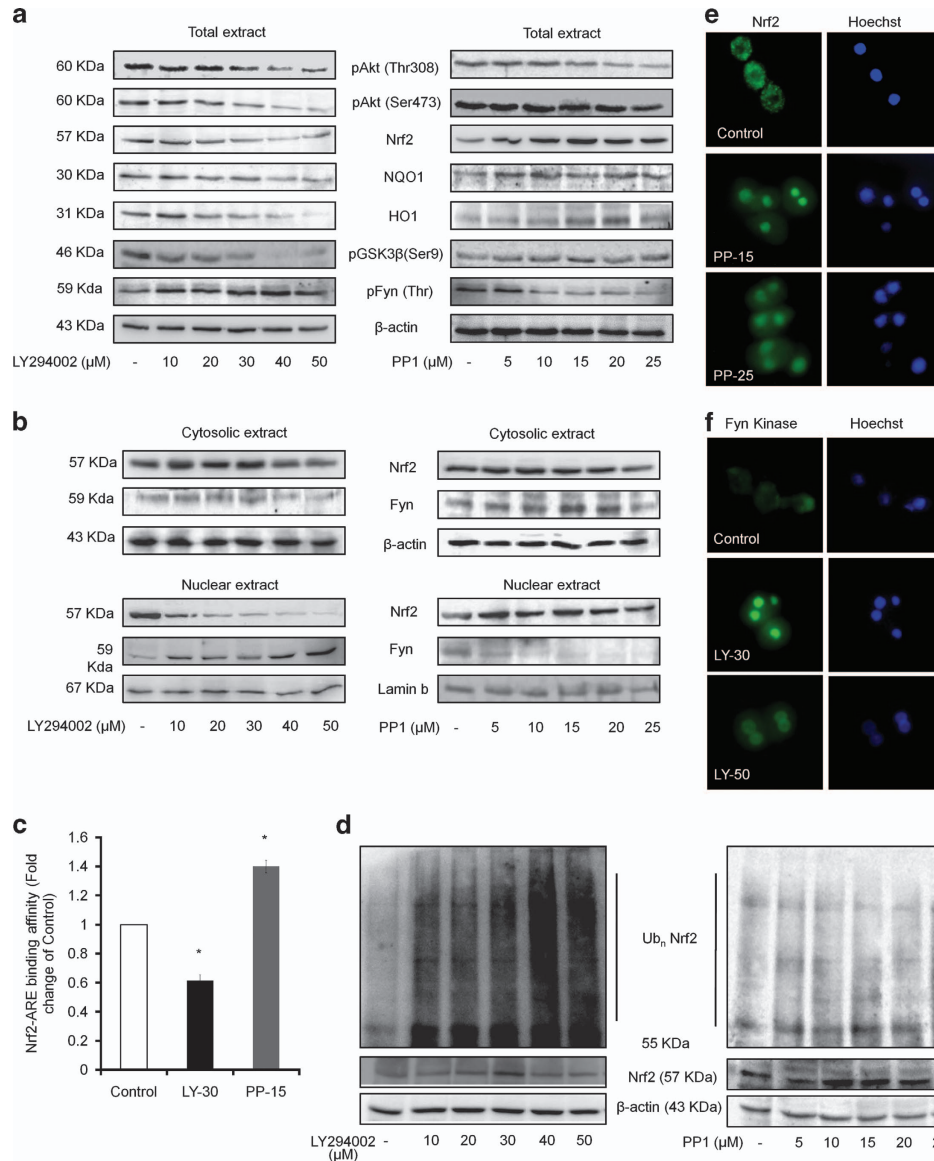 a
Total extract
60 KDa
60 KDa
57 KDa
30 KDa
31 KDa
46 KDa
59 Kda
43 KDa
LY294002 (µM) - 10 20 30 40 50
Total extract
pAkt (Thr308)
pAkt (Ser473)
Nrf2
NQO1
HO1
pGSK3β(Ser9)
pFyn (Thr)
β-actin
PP1 (µM) - 5 10 15 20 25
b
Cytosolic extract
57 KDa
59 Kda
43 KDa
Nuclear extract
57 KDa
59
Kda
67 KDa
LY294002 (µM) - 10 20 30 40 50
Cytosolic extract
Nrf2
Fyn
β-actin
Nuclear extract
Nrf2
Fyn
Lamin b
PP1 (µM) - 5 10 15 20 25
c
Nrf2-ARE binding affinity (Fold
change of Control)
1.6
1.4
1.2
1
0.8
0.6
0.4
0.2
0
*
*
Control LY-30 PP-15
d
Ubn Nrf2
55 KDa
Nrf2 (57 KDa)
β-actin (43 KDa)
LY294002 - 10 20 30 40 50
(µM)
PP1 (µM) - 5 10 15 20
e
Nrf2 Hoechst
Control
PP-15
PP-25
f
Fyn Kinase Hoechst
Control
LY-30
LY-50